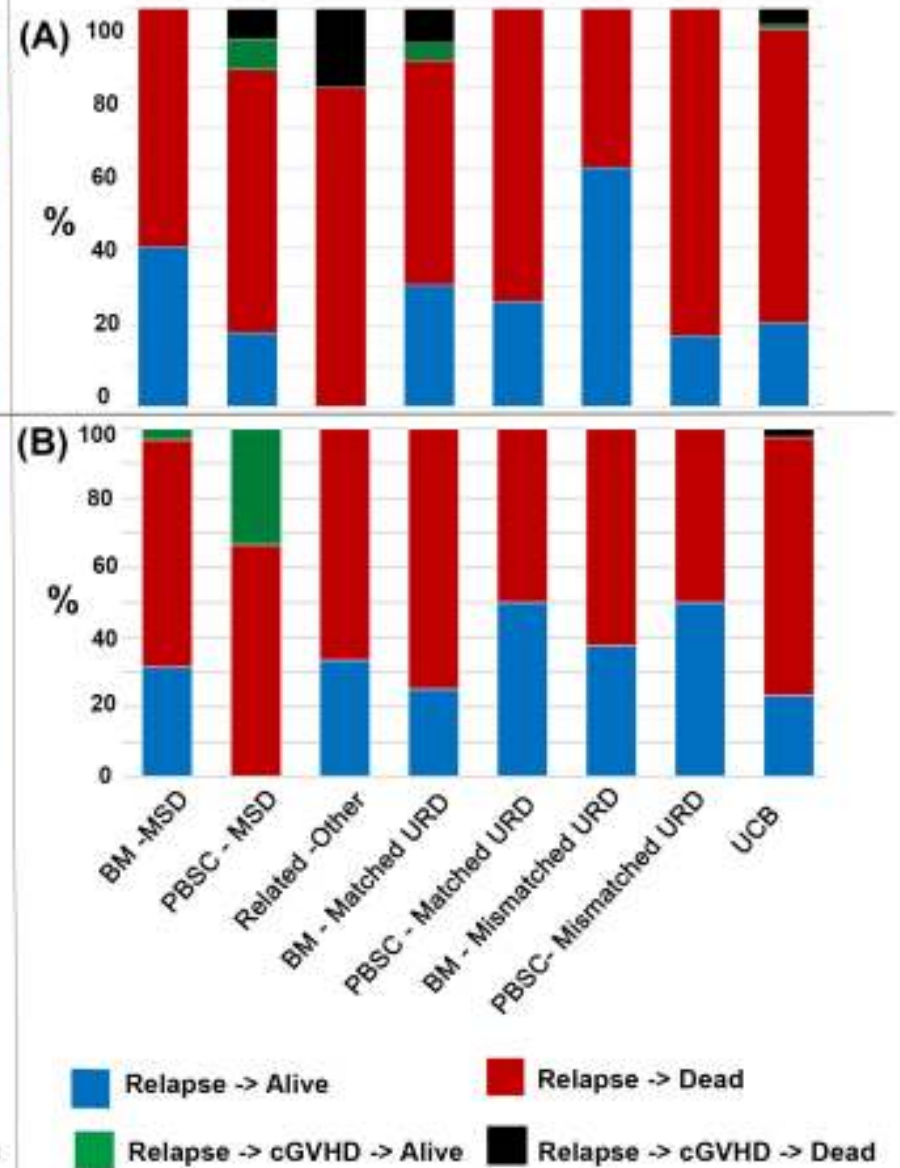 (A)
100
80
60
%
40
20
0
(B)
100
80
60
%
40
20
0
BM -MSD
PBSC - MSD
Related -Other
BM - Matched URD
PBSC - Matched URD
BM - Mismatched URD
PBSC- Mismatched URD
UCB
Relapse -> Alive
Relapse -> Dead
Relapse -> cGVHD -> Alive
Relapse -> cGVHD -> Dead